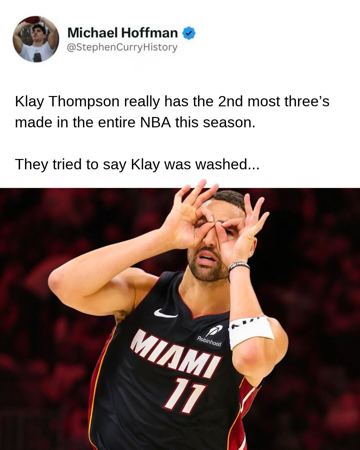 Michael Hoffman
@StephenCurryHistory
Klay Thompson really has the 2nd most three's
made in the entire NBA this season.
They tried to say Klay was washed...
Robinhood
MIAMI
11